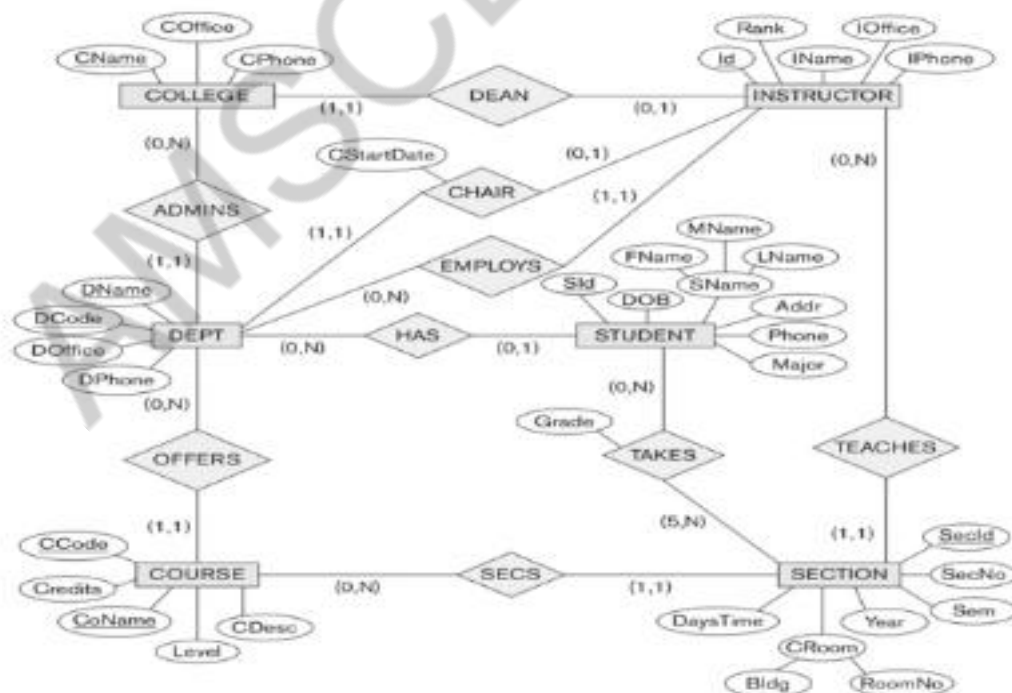 COffice
CName
CPhone
COLLEGE
(1,1)
DEAN
(0,1)
Rank
IOffice
Id
IName
IPhone
INSTRUCTOR
(0,N)
ADMINS
(1,1)
CStartDate
CHAIR
(0,1)
(1,1)
(1,1)
EMPLOYS
(0,N)
(0,N)
MName
FName
LName
SId
DOB
SName
Addr
Phone
Major
STUDENT
DName
DCode
DOffice
DPhone
DEPT
(0,N)
HAS
(0,1)
(0,N)
(0,N)
Grade
TAKES
TEACHES
OFFERS
(1,1)
(5,N)
(1,1)
CCode
Credits
CoName
Level
CDesc
COURSE
(0,N)
SECS
(1,1)
SECTION
SecId
SecNo
Sem
Year
DaysTime
CRoom
Bldg
RoomNo